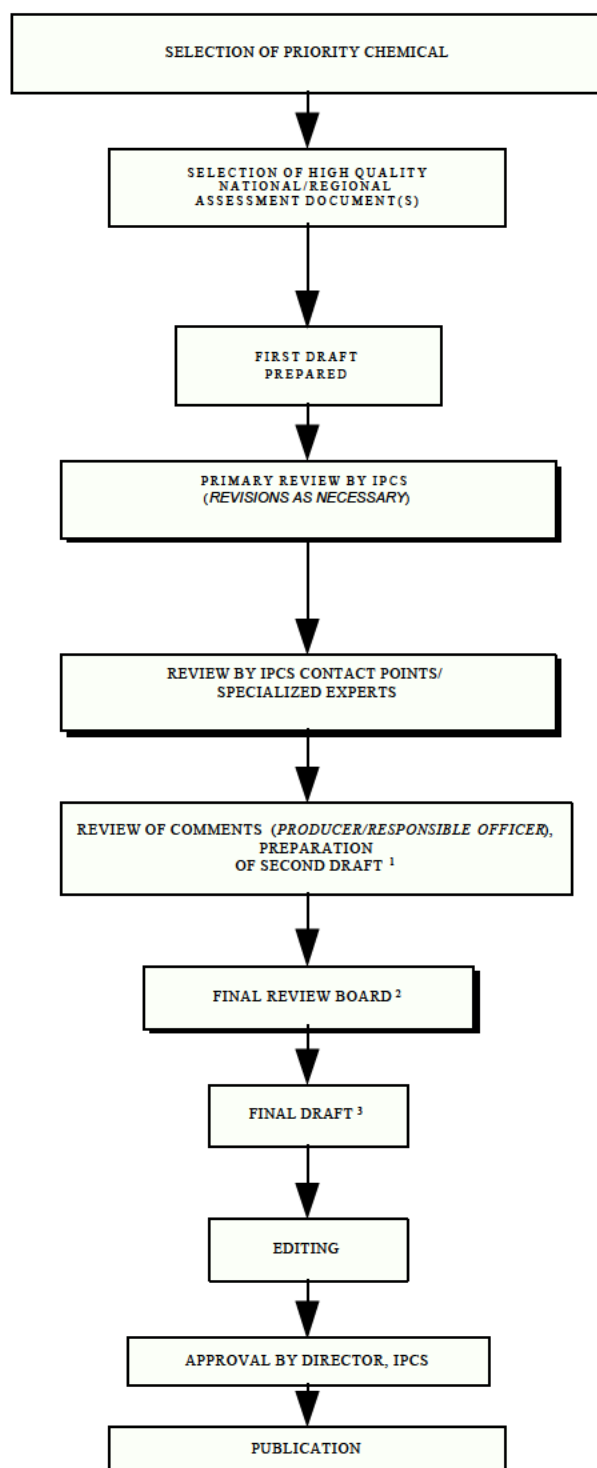 SELECTION OF PRIORITY CHEMICAL
SELECTION OF HIGH QUALITY
NATIONAL/REGIONAL
ASSESSMENT DOCUMENT(S)
FIRST DRAFT
PREPARED
PRIMARY REVIEW BY IPCS
(REVISIONS AS NECESSARY)
REVIEW BY IPCS CONTACT POINTS/
SPECIALIZED EXPERTS
REVIEW OF COMMENTS (PRODUCER/RESPONSIBLE OFFICER),
PREPARATION
OF SECOND DRAFT ¹
FINAL REVIEW BOARD ²
FINAL DRAFT ³
EDITING
APPROVAL BY DIRECTOR, IPCS
PUBLICATION